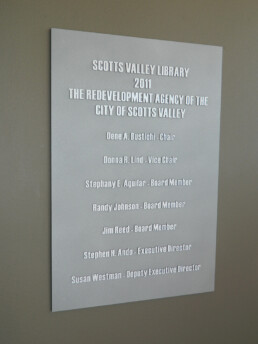 SCOTTS VALLEY LIBRARY
2011
THE REDEVELOPMENT AGENCY OF THE
CITY OF SCOTTS VALLEY
Dene A. Bustichi - Chair
Donna R. Lind - Vice Chair
Stephany E. Aguilar - Board Member
Randy Johnson - Board Member
Jim Reed - Board Member
Stephen H. Ando - Executive Director
Susan Westman - Deputy Executive Director